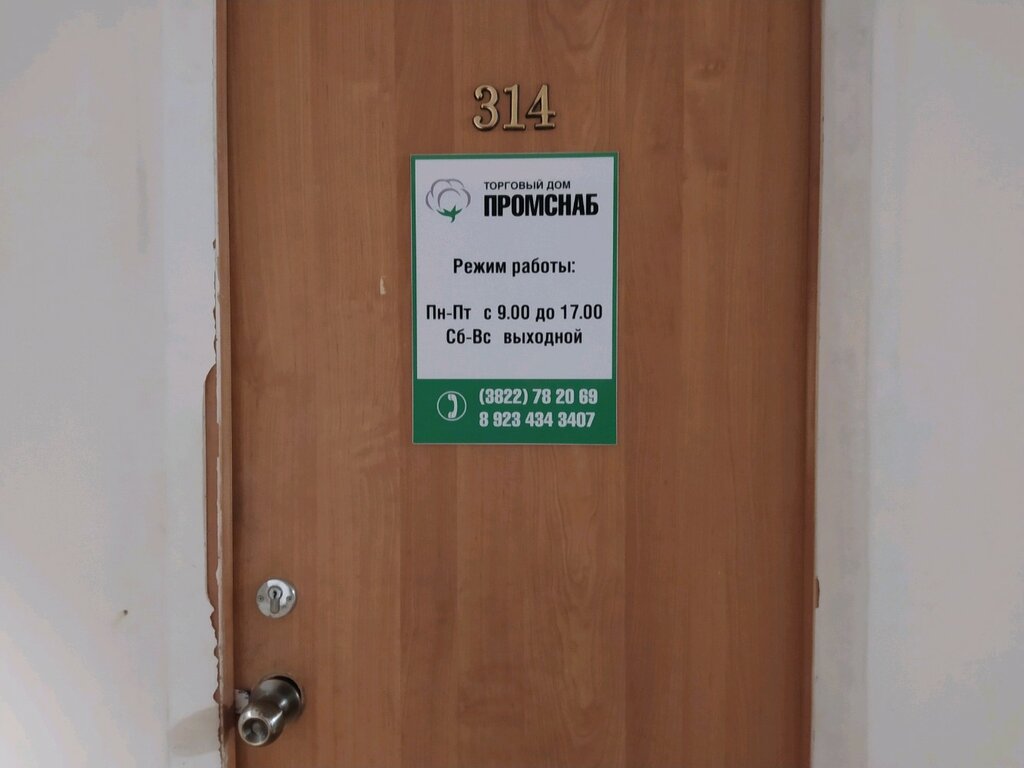 314
ТОРГОВЫЙ ДОМ
ПРОМСНАБ
Режим работы:
Пн-Пт с 9.00 до 17.00
Сб-Вс выходной
(3822) 78 20 69
8 923 434 3407